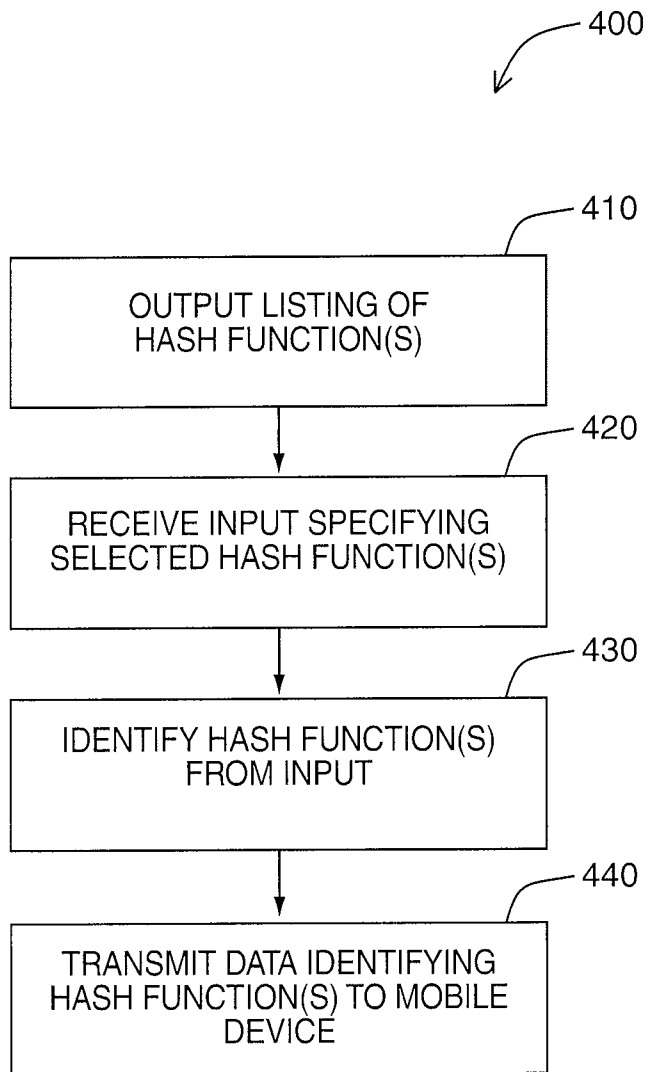 400
410
OUTPUT LISTING OF
HASH FUNCTION(S)
420
RECEIVE INPUT SPECIFYING
SELECTED HASH FUNCTION(S)
430
IDENTIFY HASH FUNCTION(S)
FROM INPUT
440
TRANSMIT DATA IDENTIFYING
HASH FUNCTION(S) TO MOBILE
DEVICE